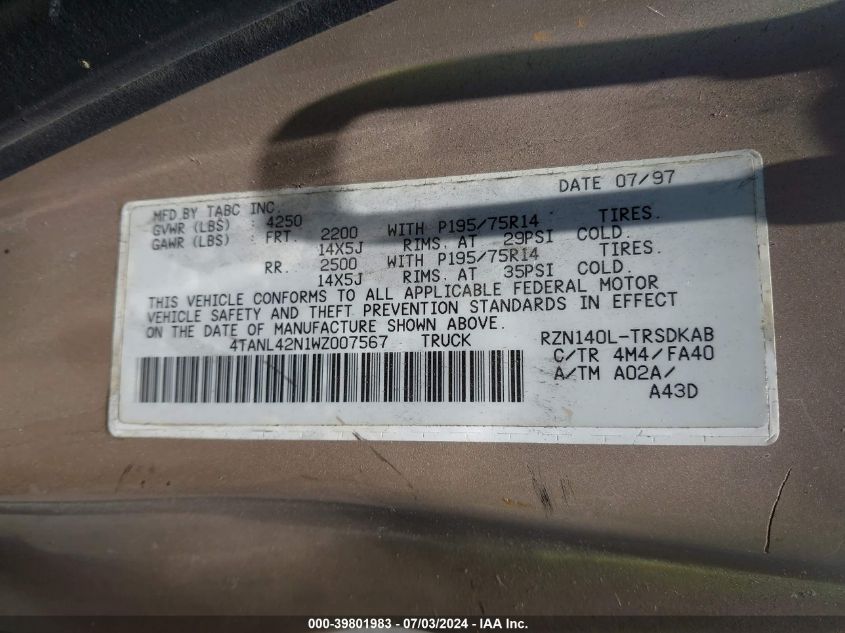 DATE 07/97
MFD BY TABC INC.
GVWR (LBS) 4250
GAWR (LBS) FRT. 2200 WITH P195/75R14 TIRES.
14X5J RIMS. AT 29PSI COLD.
RR. 2500 WITH P195/75R14 TIRES.
14X5J RIMS. AT 35PSI COLD.
THIS VEHICLE CONFORMS TO ALL APPLICABLE FEDERAL MOTOR
VEHICLE SAFETY AND THEFT PREVENTION STANDARDS IN EFFECT
ON THE DATE OF MANUFACTURE SHOWN ABOVE.
4TANL42N1WZ007567 TRUCK RZN140L-TRSDKAB
C/TR 4M4/FA40
A/TM A02A/
A43D
000-39801983 - 07/03/2024 - IAA Inc.